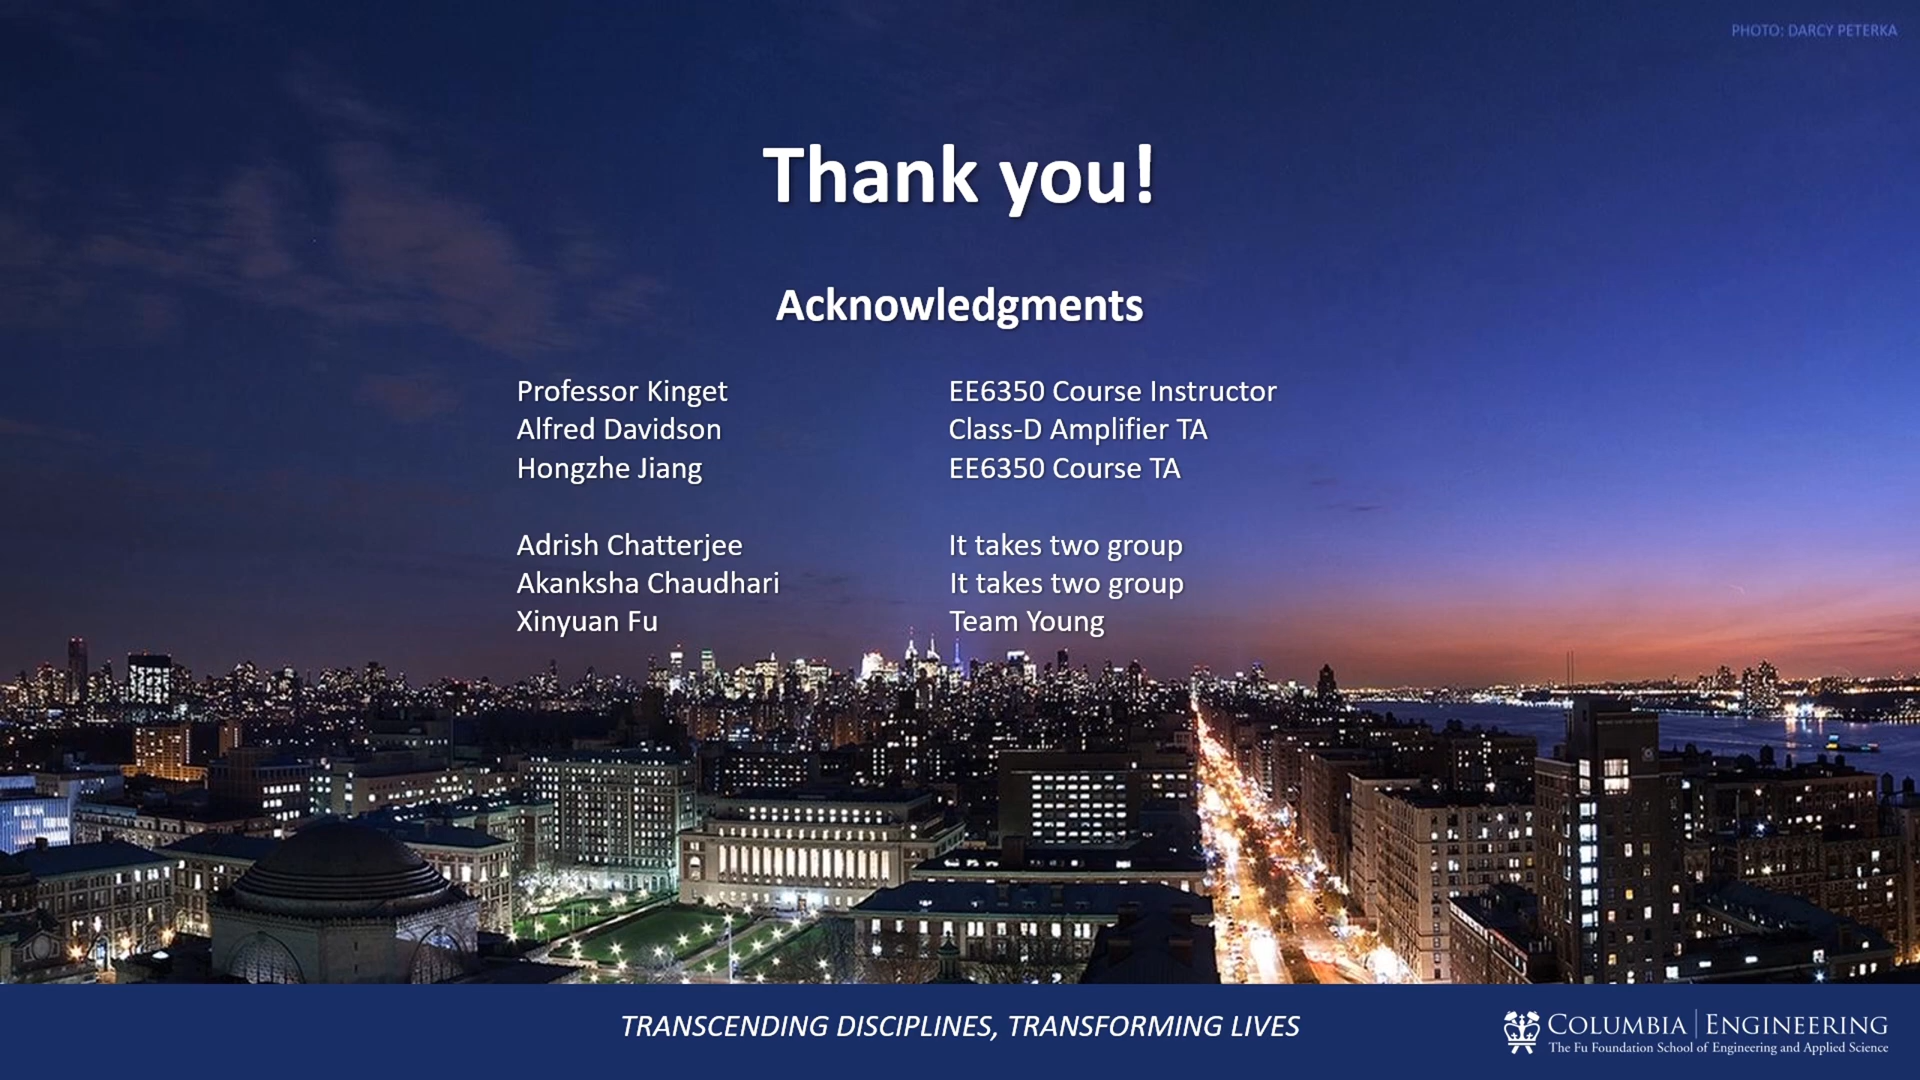 PHOTO: DARCY PETERKA
Thank you!
Acknowledgments
Professor Kinget EE6350 Course Instructor
Alfred Davidson Class-D Amplifier TA
Hongzhe Jiang EE6350 Course TA
Adrish Chatterjee It takes two group
Akanksha Chaudhari It takes two group
Xinyuan Fu Team Young
TRANSCENDING DISCIPLINES, TRANSFORMING LIVES
COLUMBIA | ENGINEERING
The Fu Foundation School of Engineering and Applied Science